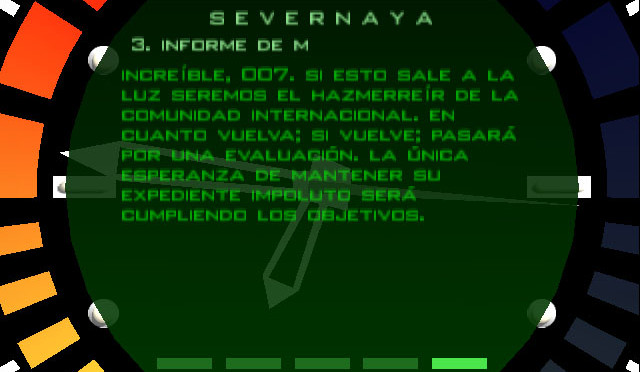 SEVERNAYA
3. INFORME DE M
INCREÍBLE, 007. SI ESTO SALE A LA
LUZ SEREMOS EL HAZMERREÍR DE LA
COMUNIDAD INTERNACIONAL. EN
CUANTO VUELVA; SI VUELVE; PASARÁ
POR UNA EVALUACIÓN. LA ÚNICA
ESPERANZA DE MANTENER SU
EXPEDIENTE IMPOLUTO SERÁ
CUMPLIENDO LOS OBJETIVOS.